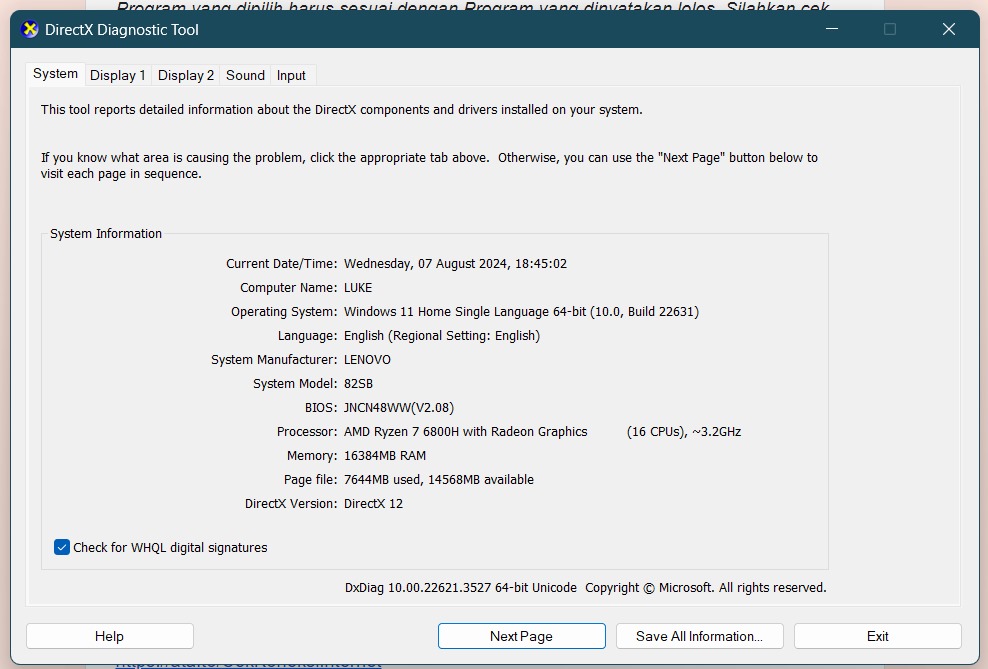 Program yang dipilih harus sesuai dengan Program yang dinyatakan lolos. Silahkan cek
DirectX Diagnostic Tool
System Display 1 Display 2 Sound Input
This tool reports detailed information about the DirectX components and drivers installed on your system.
If you know what area is causing the problem, click the appropriate tab above. Otherwise, you can use the "Next Page" button below to
visit each page in sequence.
System Information
Current Date/Time: Wednesday, 07 August 2024, 18:45:02
Computer Name: LUKE
Operating System: Windows 11 Home Single Language 64-bit (10.0, Build 22631)
Language: English (Regional Setting: English)
System Manufacturer: LENOVO
System Model: 82SB
BIOS: JNCN48WW(V2.08)
Processor: AMD Ryzen 7 6800H with Radeon Graphics (16 CPUs), ~3.2GHz
Memory: 16384MB RAM
Page file: 7644MB used, 14568MB available
DirectX Version: DirectX 12
Check for WHQL digital signatures
DxDiag 10.00.22621.3527 64-bit Unicode Copyright © Microsoft. All rights reserved.
Help Next Page Save All Information... Exit